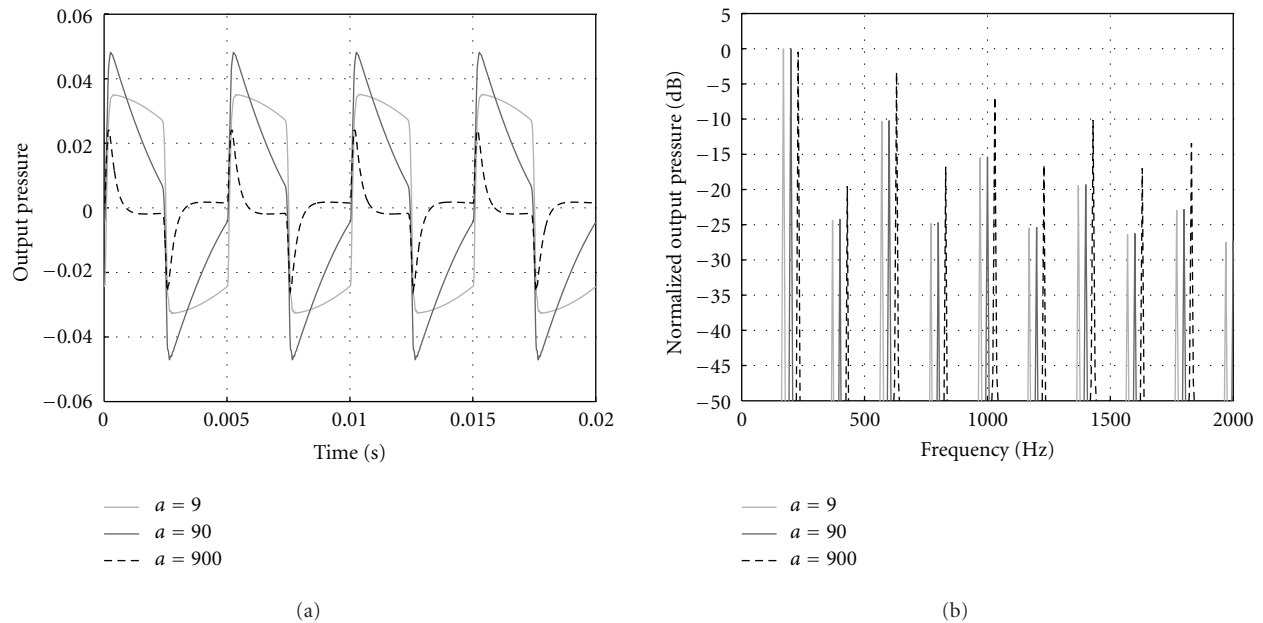 0.06
0.04
0.02
0
−0.02
−0.04
−0.06
Output pressure
0
0.005
0.01
0.015
0.02
Time (s)
a = 9
a = 90
a = 900
(a)
5
0
−5
−10
−15
−20
−25
−30
−35
−40
−45
−50
Normalized output pressure (dB)
0
500
1000
1500
2000
Frequency (Hz)
a = 9
a = 90
a = 900
(b)